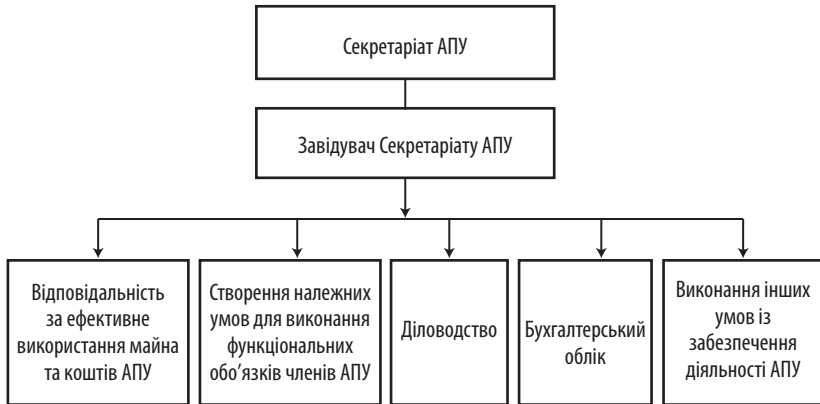 Секретаріат АПУ
Завідувач Секретаріату АПУ
Відповідальність
за ефективне
використання майна
та коштів АПУ
Створення належних
умов для виконання
функціональних
обо’язків членів АПУ
Діловодство
Бухгалтерський
облік
Виконання інших
умов із
забезпечення
діяльності АПУ